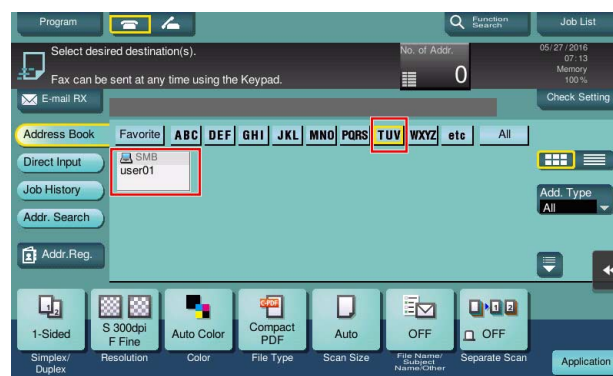 Program
Function
Search
Job List
Select desired destination(s).
No. of Addr.
0
05/27/2016
07:13
Memory
100%
Fax can be sent at any time using the Keypad.
E-mail RX
Check Setting
Address Book
Favorite ABC DEF GHI JKL MNO PQRS TUV WXYZ etc All
Direct Input
SMB
user01
Job History
Add. Type
All
Addr. Search
Addr.Reg.
1-Sided
S 300dpi
F Fine
Auto Color
Compact
PDF
Auto
OFF
OFF
Simplex/
Duplex
Resolution
Color
File Type
Scan Size
File Name/
Subject
Name/Other
Separate Scan
Application